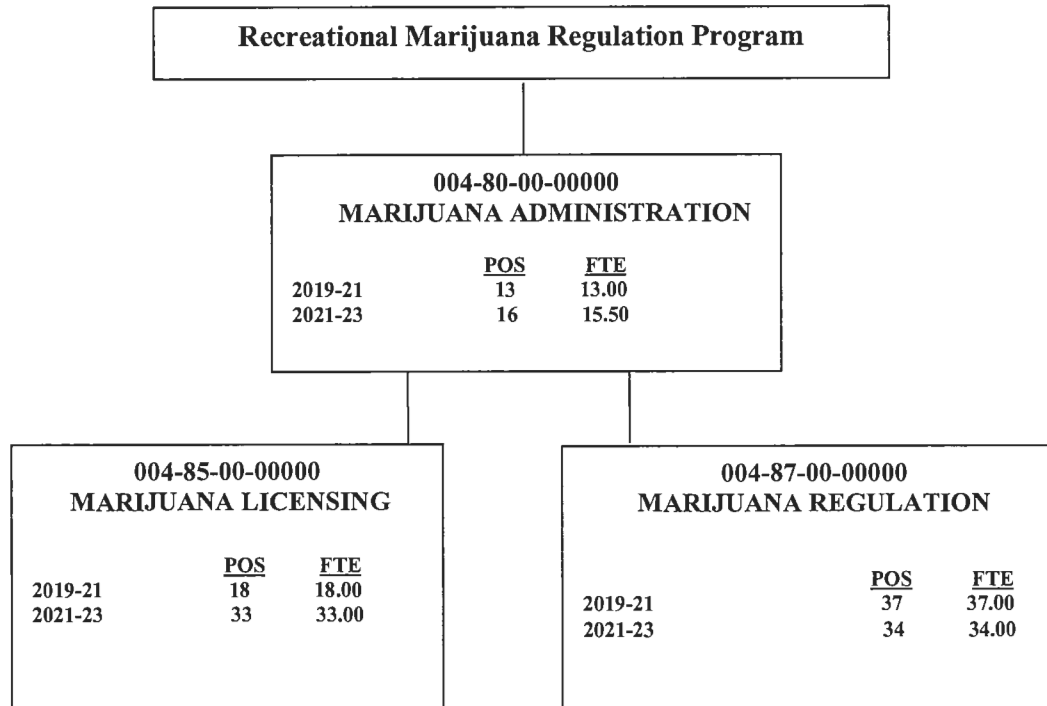 Recreational Marijuana Regulation Program
004-80-00-00000
MARIJUANA ADMINISTRATION
POS FTE
2019-21 13 13.00
2021-23 16 15.50
004-85-00-00000
MARIJUANA LICENSING
POS FTE
2019-21 18 18.00
2021-23 33 33.00
004-87-00-00000
MARIJUANA REGULATION
POS FTE
2019-21 37 37.00
2021-23 34 34.00